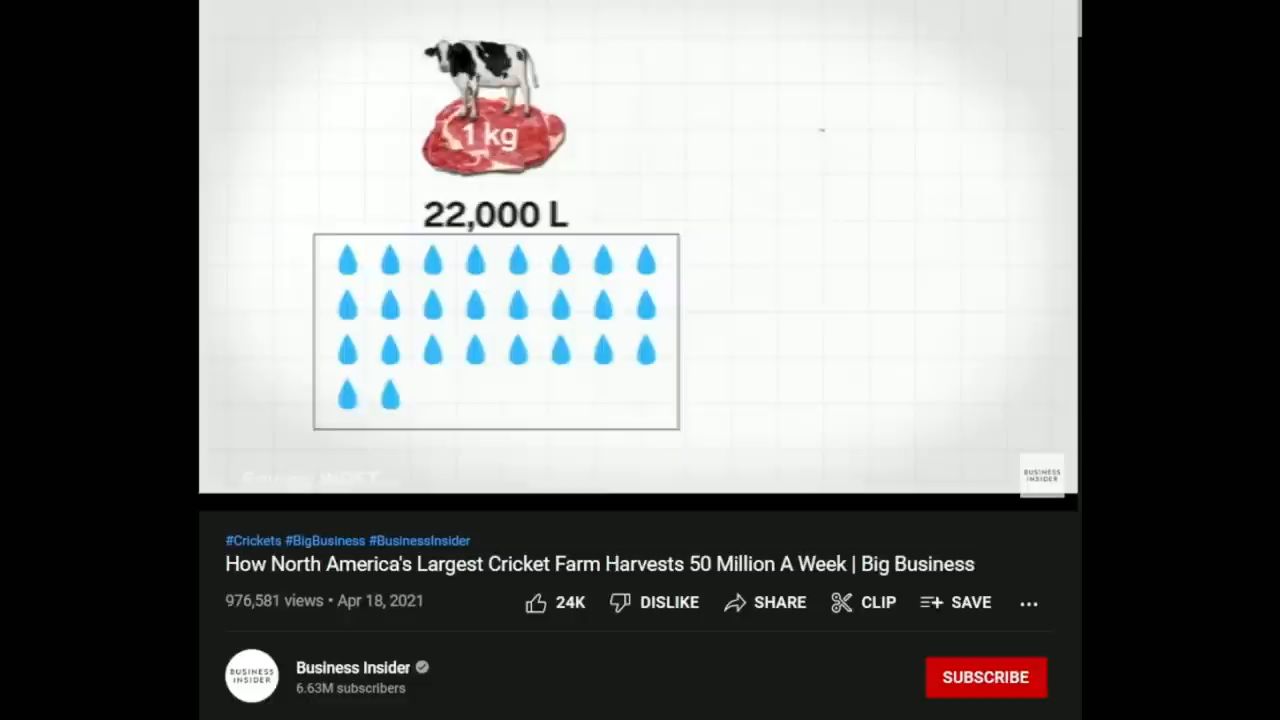 1 kg
22,000 L
BUSINESS
INSIDER
#Crickets #BigBusiness #BusinessInsider
How North America's Largest Cricket Farm Harvests 50 Million A Week | Big Business
976,581 views • Apr 18, 2021
24K
DISLIKE
SHARE
CLIP
SAVE
BUSINESS
INSIDER
Business Insider
6.63M subscribers
SUBSCRIBE